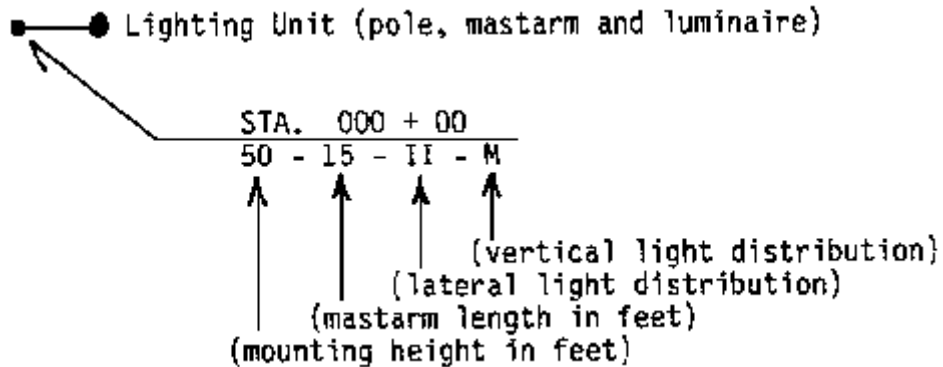 Lighting Unit (pole, mastarm and luminaire)
STA. 000 + 00
50 - 15 - II - M
(vertical light distribution)
(lateral light distribution)
(mastarm length in feet)
(mounting height in feet)